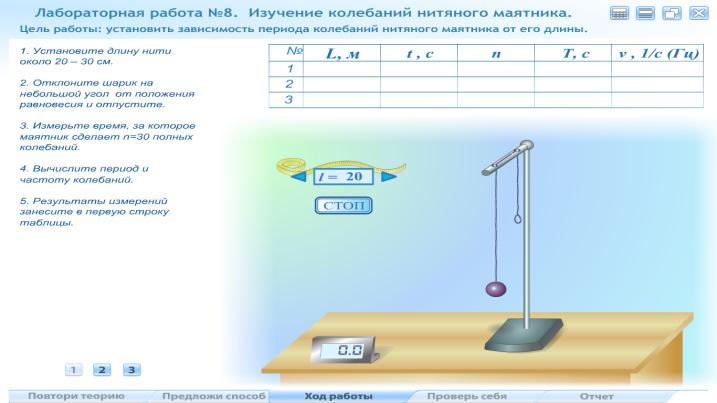 Лабораторная работа №8. Изучение колебаний нитяного маятника.
Цель работы: установить зависимость периода колебаний нитяного маятника от его длины.
1. Установите длину нити
около 20 – 30 см.
2. Отклоните шарик на
небольшой угол от положения
равновесия и отпустите.
3. Измерьте время, за которое
маятник сделает n=30 полных
колебаний.
4. Вычислите период и
частоту колебаний.
5. Результаты измерений
занесите в первую строку
таблицы.
№ L, м t , с n T, с ν , 1/с (Гц)
1
2
3
l = 20
СТОП
0.0
1 2 3
Повтори теорию Предложи способ Ход работы Проверь себя Отчет